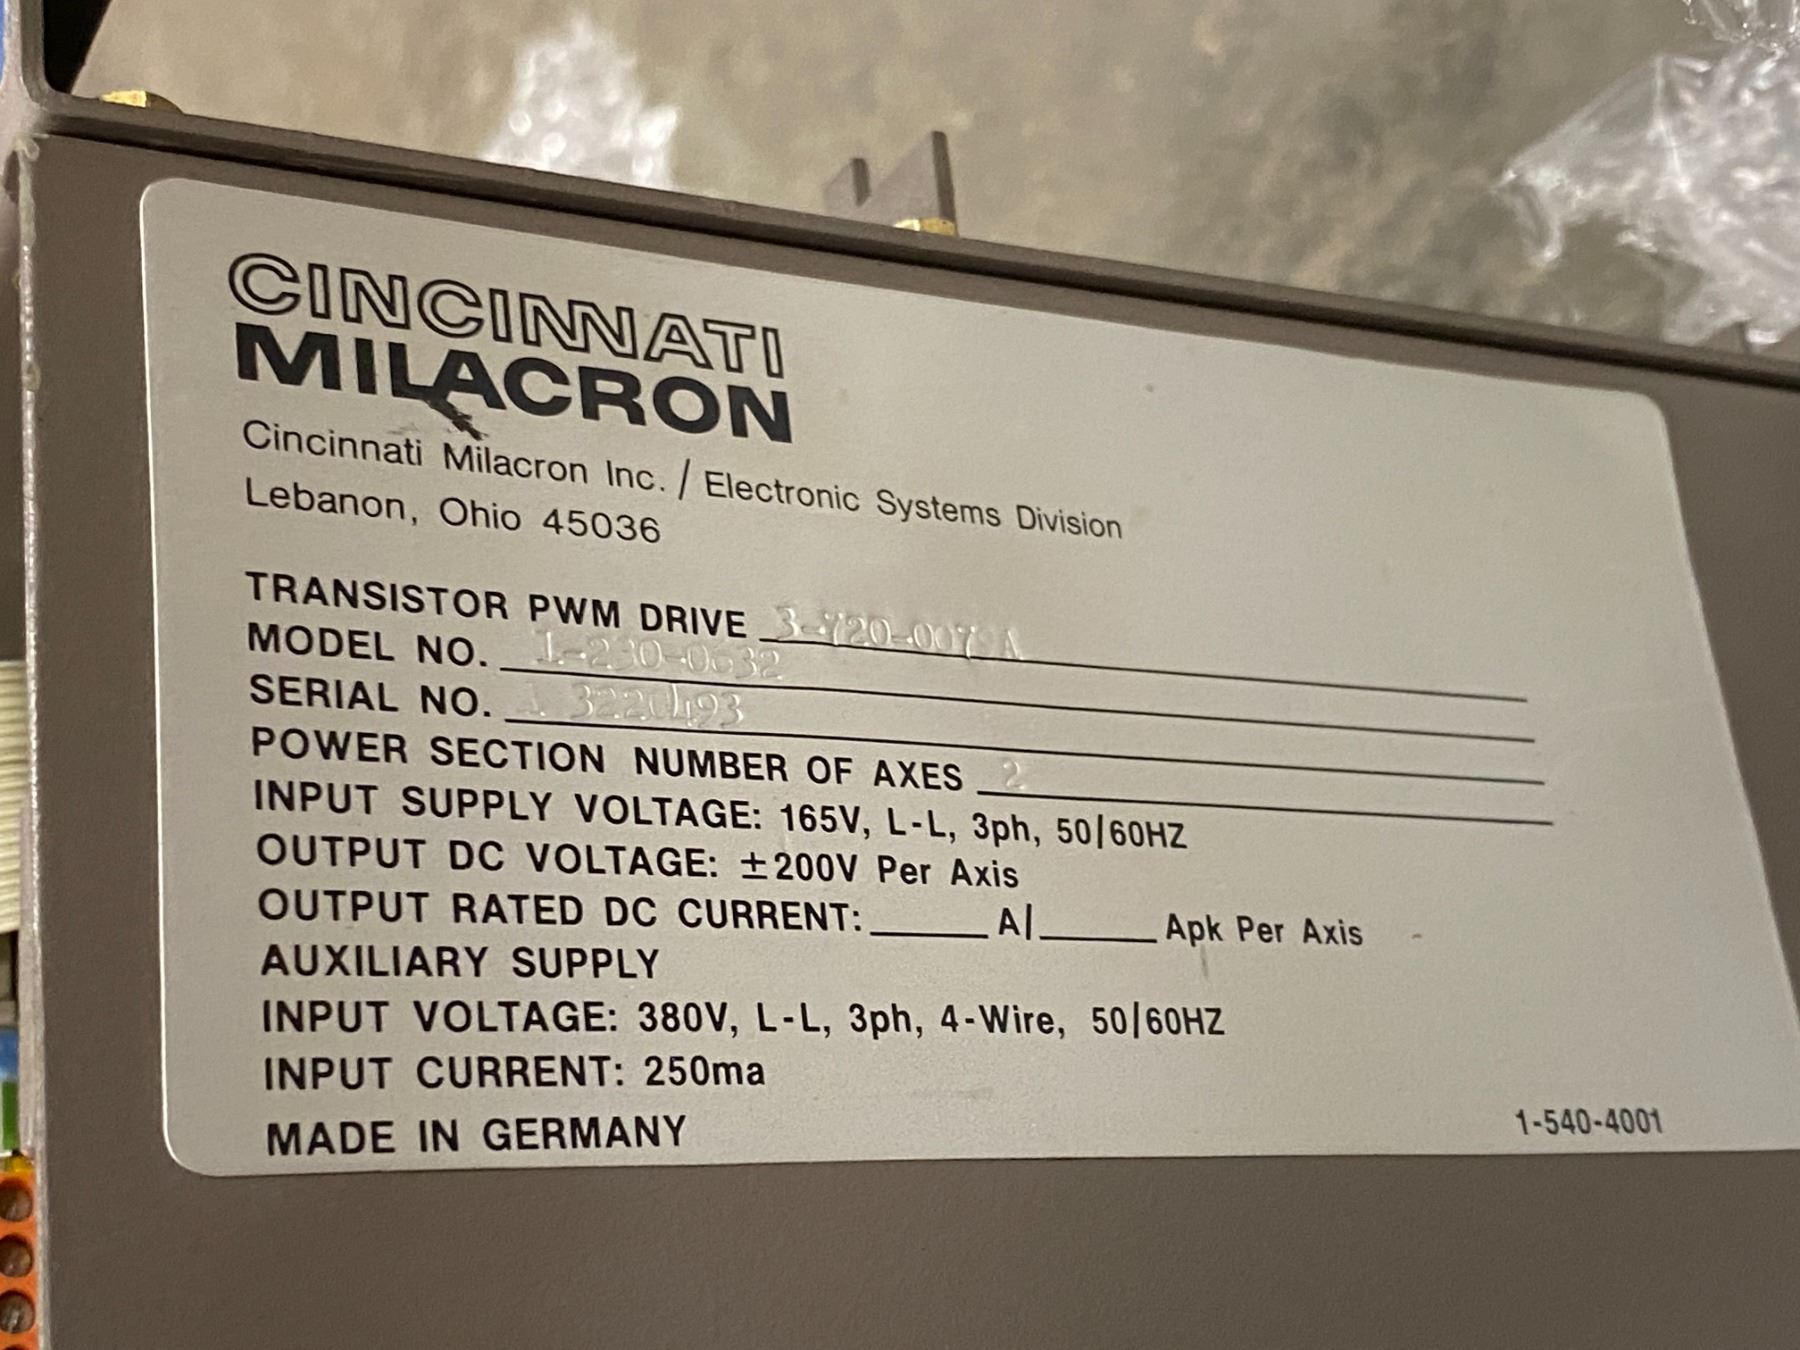 CINCINNATI
MILACRON
Cincinnati Milacron Inc. / Electronic Systems Division
Lebanon, Ohio 45036
TRANSISTOR PWM DRIVE
MODEL NO. 1-230-0632
SERIAL NO.
POWER SECTION NUMBER OF AXES 2
INPUT SUPPLY VOLTAGE: 165V, L-L, 3ph, 50|60HZ
OUTPUT DC VOLTAGE: ±200V Per Axis
OUTPUT RATED DC CURRENT:______A|______Apk Per Axis
AUXILIARY SUPPLY
INPUT VOLTAGE: 380V, L-L, 3ph, 4-Wire, 50|60HZ
INPUT CURRENT: 250ma
MADE IN GERMANY
1-540-4001